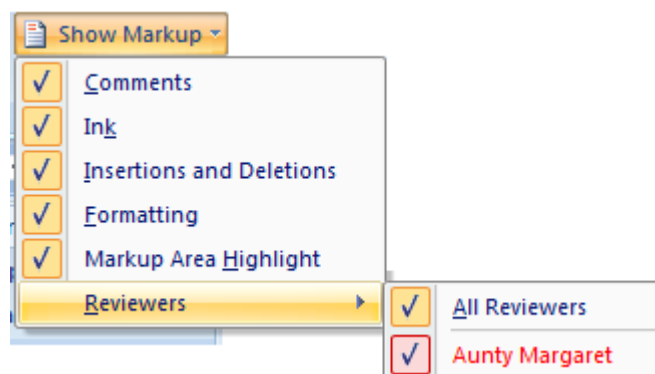 Show Markup
Comments
Ink
Insertions and Deletions
Formatting
Markup Area Highlight
Reviewers
All Reviewers
Aunty Margaret